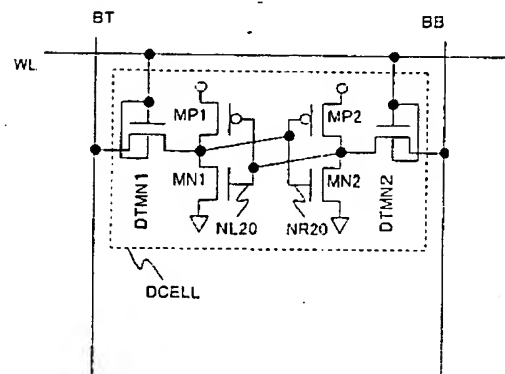 BT BB
WL
MP1 MP2
DTMN1 MN1 MN2 DTMN2
NL20 NR20
DCELL